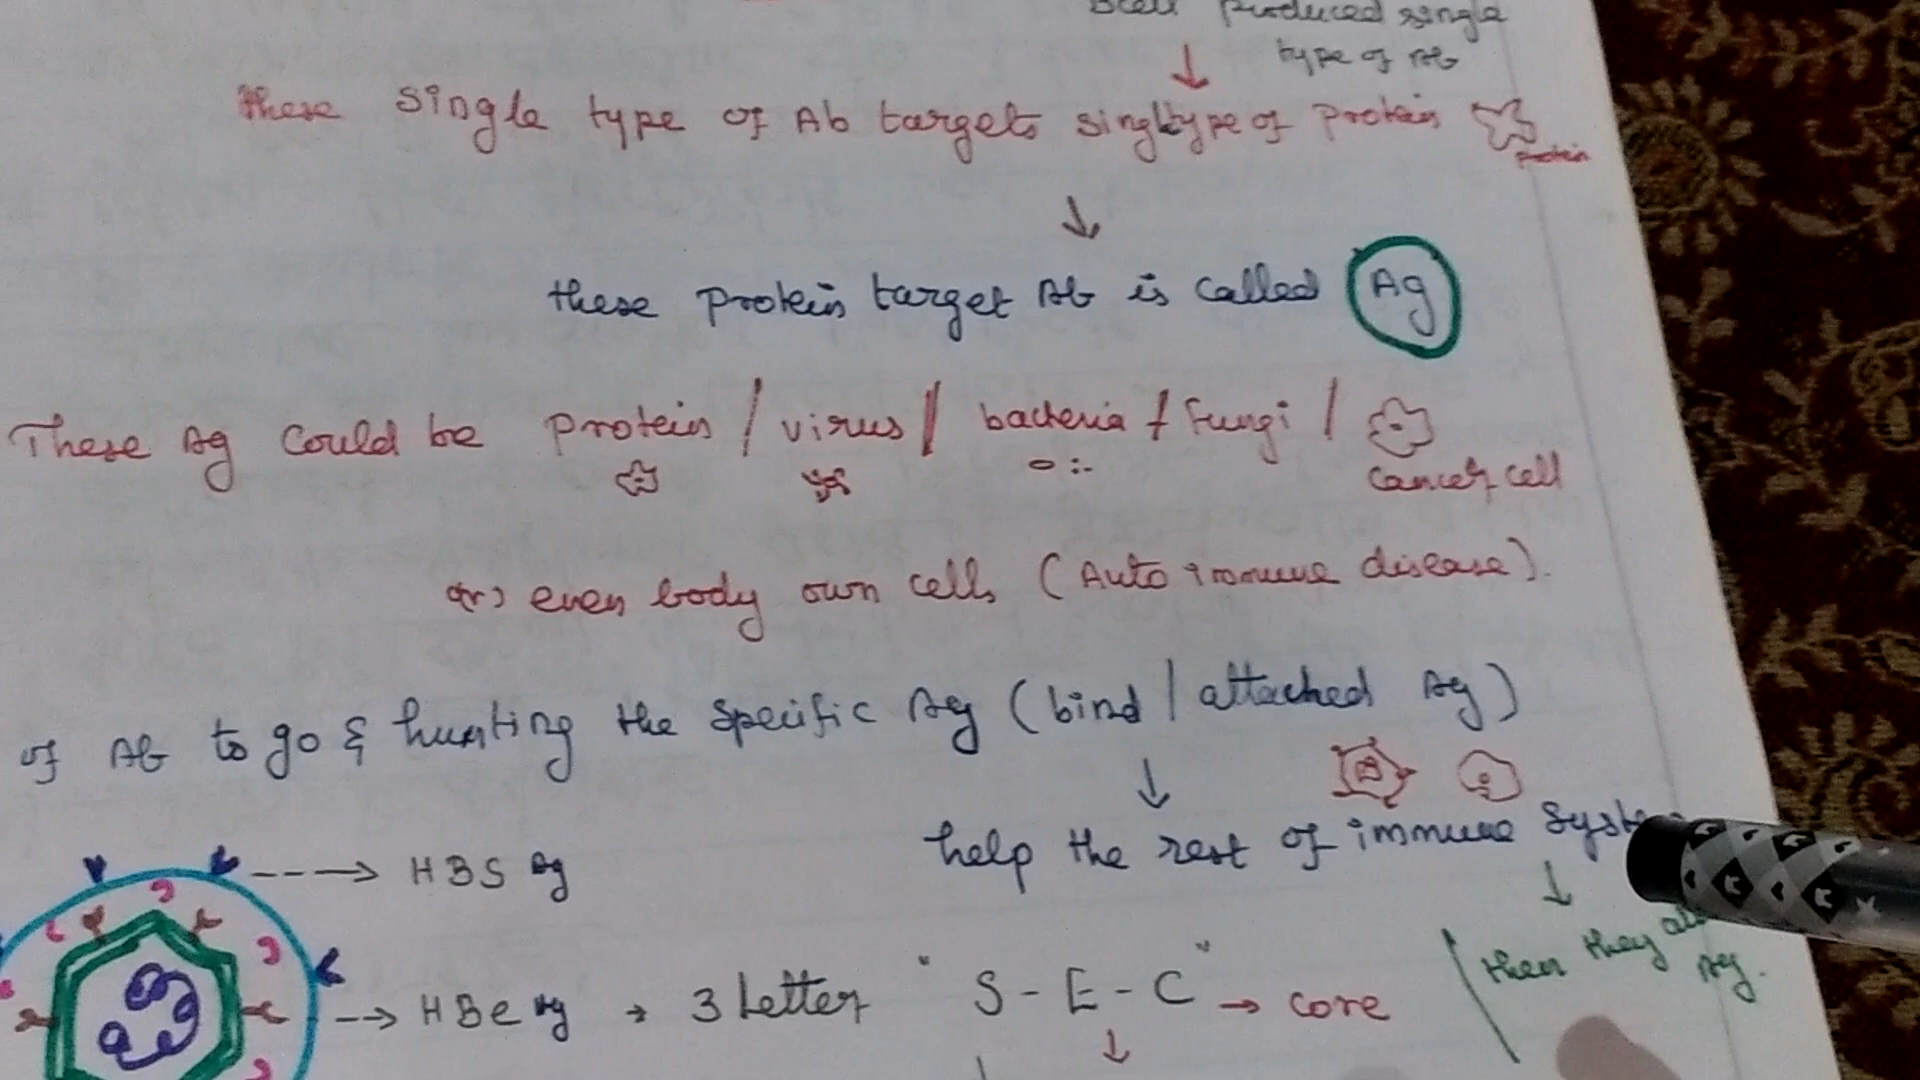 Bcell produced single
type of Ab
these single type of Ab targets singltype of protein
protein
these protein target Ab is called Ag
These Ag could be protein / virus / bacteria / Fungi /
cancer cell
(or) even body own cells (Auto immune disease).
of Ab to go & hunting the specific Ag (bind / attached Ag)
help the rest of immune system
HBS Ag
then they
Ag.
HBe Ag → 3 Letter "S-E-C" → core